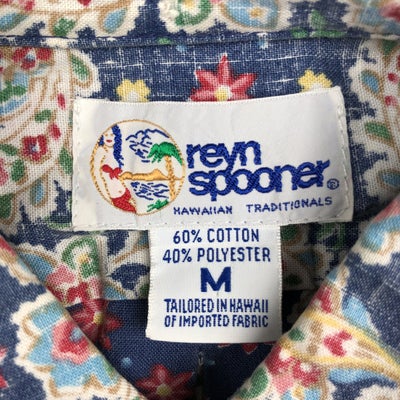 reyn
spooner®
HAWAIIAN TRADITIONALS
60% COTTON
40% POLYESTER
M
TAILORED IN HAWAII
OF IMPORTED FABRIC